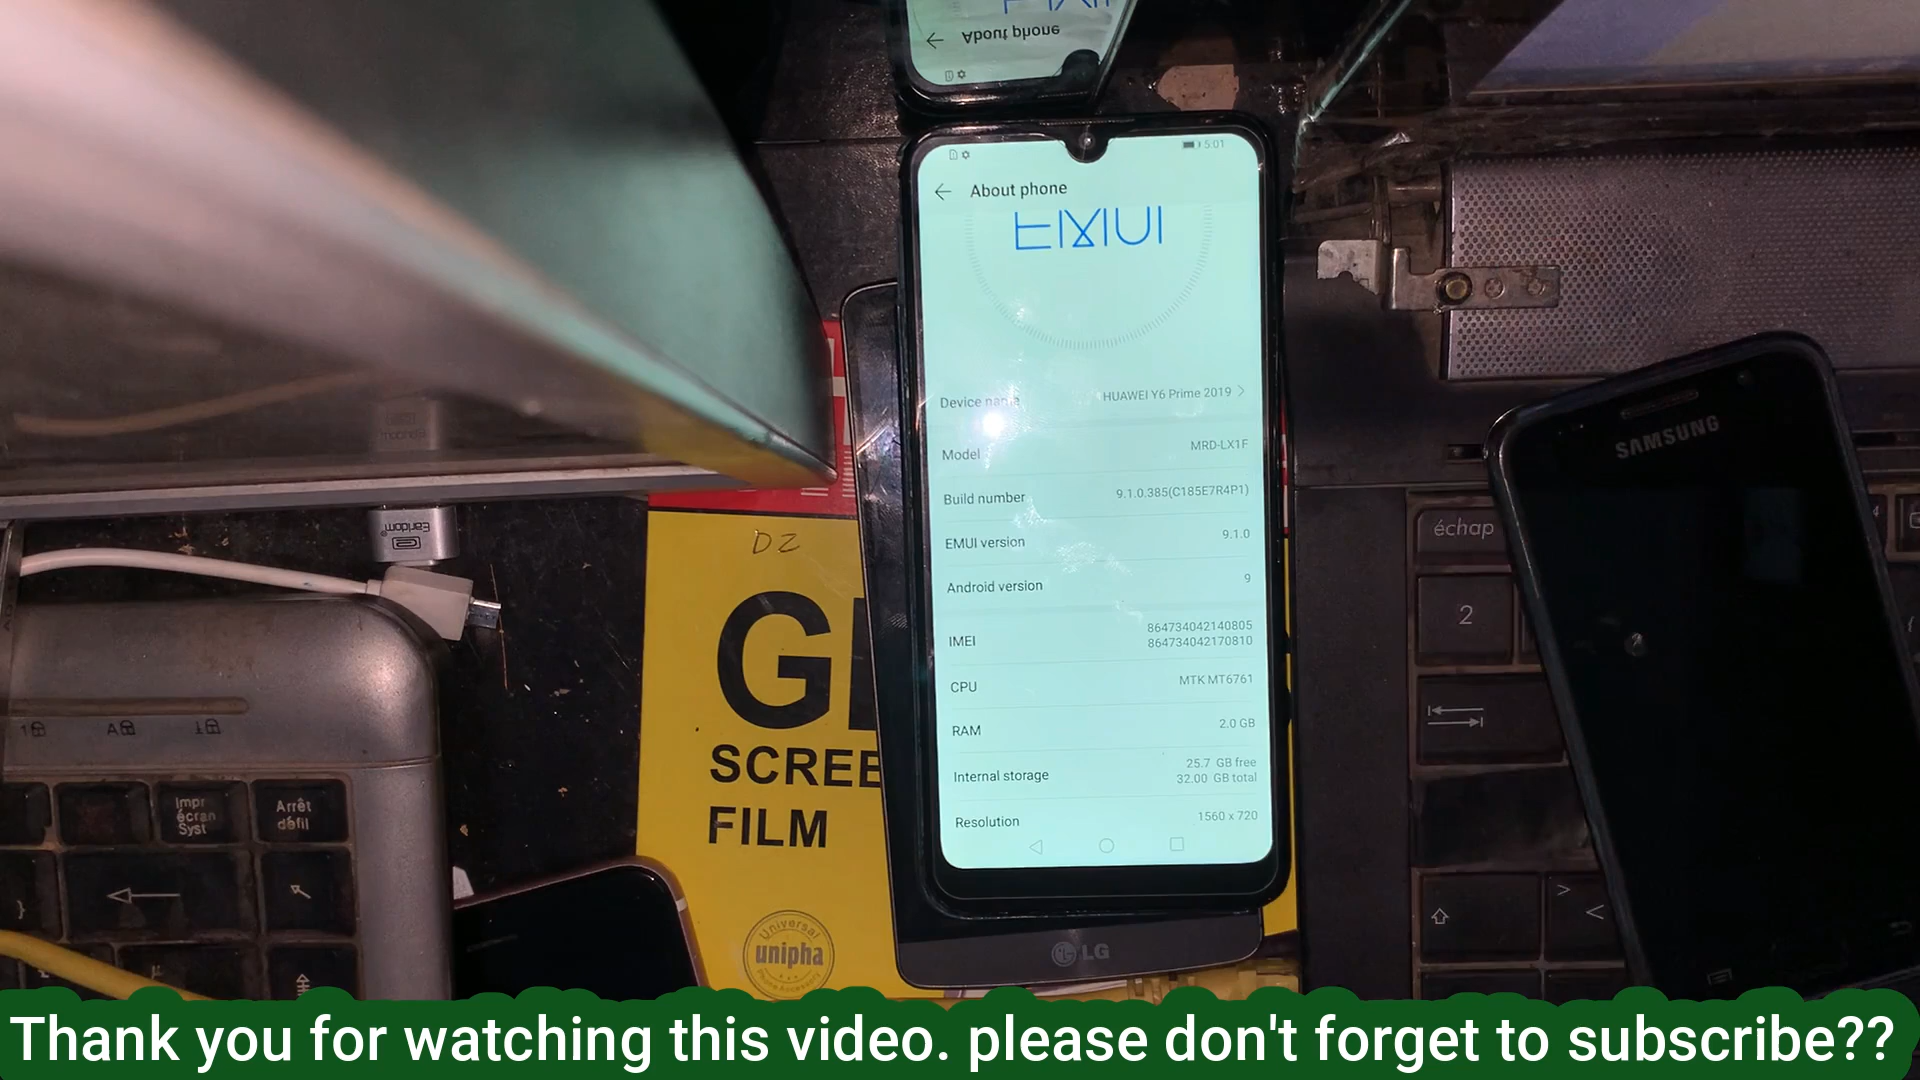 About phone
5:01
About phone
EMUI
Device name HUAWEI Y6 Prime 2019
Model MRD-LX1F
Build number 9.1.0.385(C185E7R4P1)
EMUI version 9.1.0
Android version 9
IMEI 864734042140805
864734042170810
CPU MTK MT6761
RAM 2.0 GB
Internal storage 25.7 GB free
32.00 GB total
Resolution 1560 x 720
LG
SAMSUNG
échap
2
>
<
Earldom
DZ
SCREE
FILM
Universal
unipha
Impr
écran
Syst
Arrêt
défil
}
µ
Thank you for watching this video. please don't forget to subscribe??